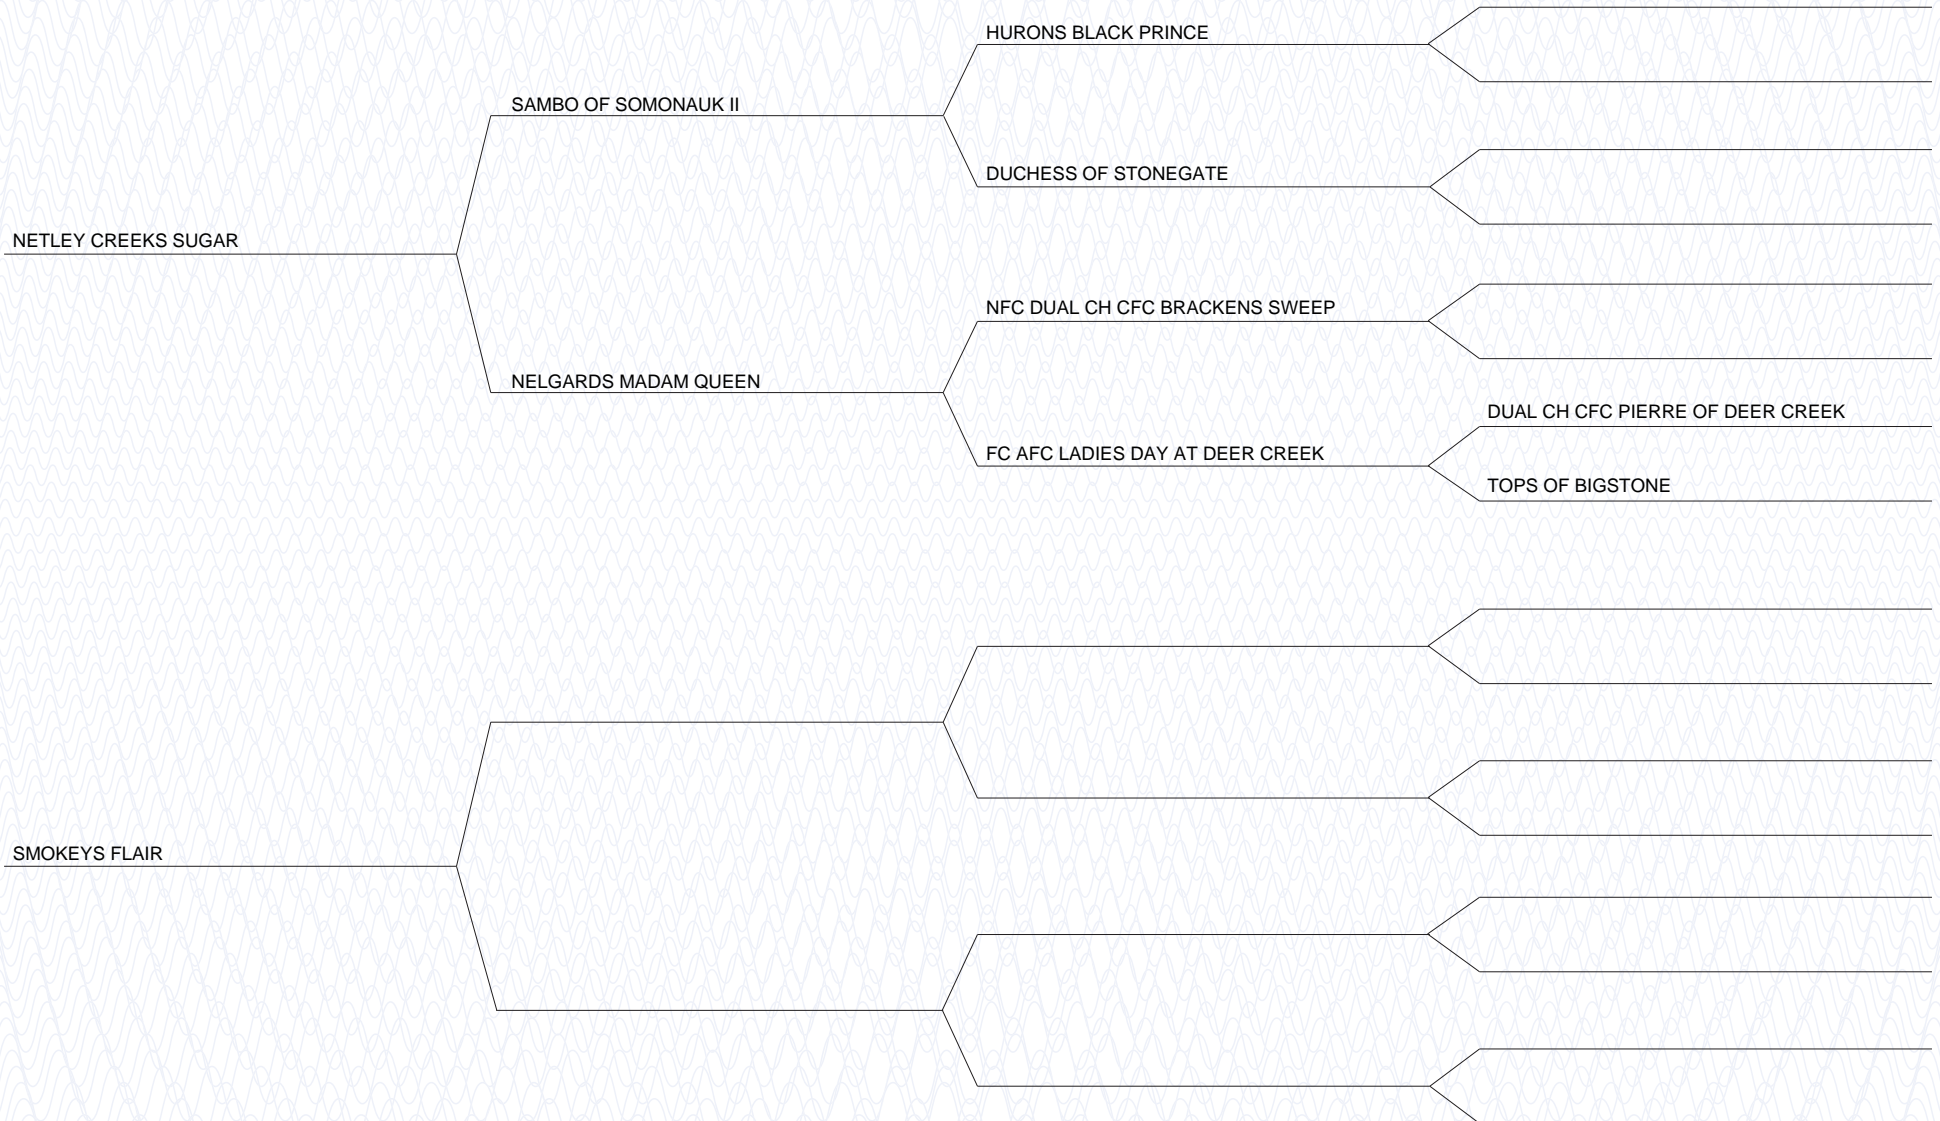 HURONS BLACK PRINCE
SAMBO OF SOMONAUK II
DUCHESS OF STONEGATE
NETLEY CREEKS SUGAR
NFC DUAL CH CFC BRACKENS SWEEP
NELGARDS MADAM QUEEN
DUAL CH CFC PIERRE OF DEER CREEK
FC AFC LADIES DAY AT DEER CREEK
TOPS OF BIGSTONE
SMOKEYS FLAIR